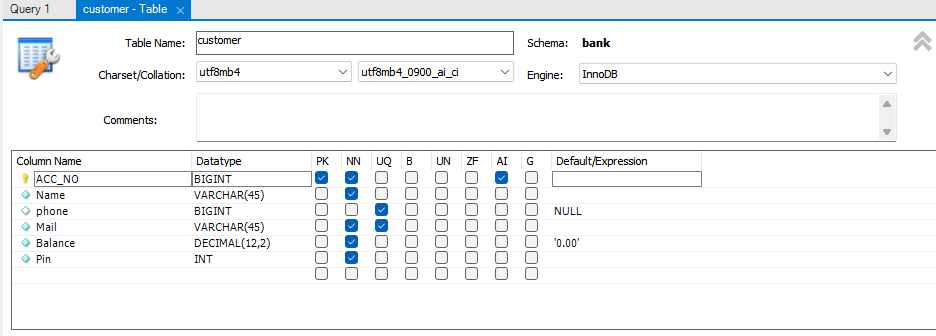 Query 1 customer - Table ×
Table Name: customer Schema: bank
Charset/Collation: utf8mb4 utf8mb4_0900_ai_ci Engine: InnoDB
Comments:
Column Name Datatype PK NN UQ B UN ZF AI G Default/Expression
ACC_NO BIGINT
Name VARCHAR(45)
phone BIGINT NULL
Mail VARCHAR(45)
Balance DECIMAL(12,2) '0.00'
Pin INT